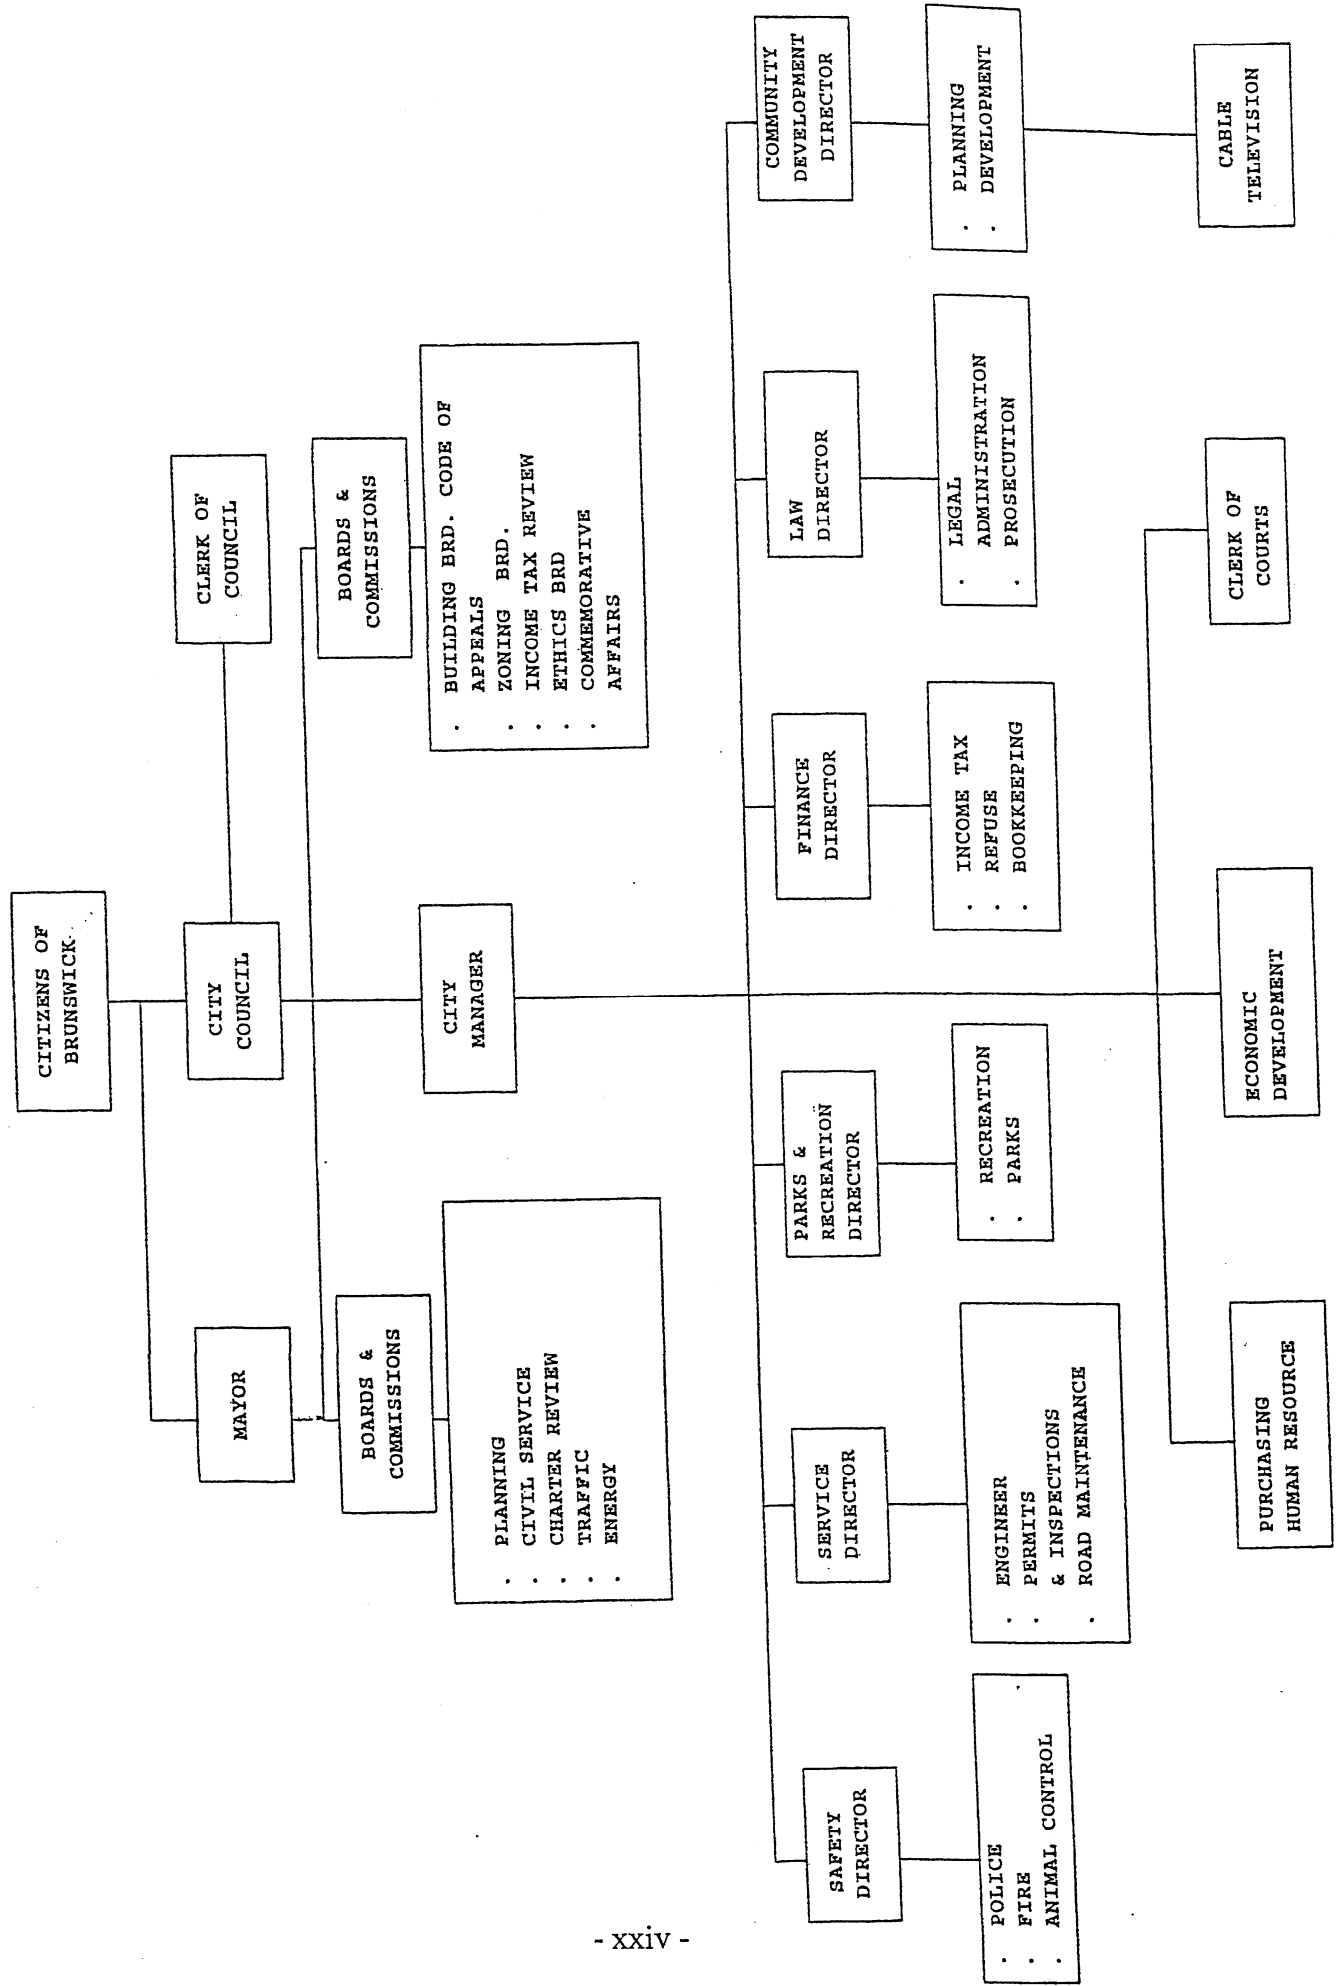 CITIZENS OF
BRUNSWICK
MAYOR
CITY
COUNCIL
CLERK OF
COUNCIL
BOARDS &
COMMISSIONS
. PLANNING
. CIVIL SERVICE
. CHARTER REVIEW
. TRAFFIC
. ENERGY
CITY
MANAGER
BOARDS &
COMMISSIONS
. BUILDING BRD. CODE OF
APPEALS
. ZONING BRD.
. INCOME TAX REVIEW
. ETHICS BRD
. COMMEMORATIVE
AFFAIRS
SAFETY
DIRECTOR
. POLICE
. FIRE
. ANIMAL CONTROL
SERVICE
DIRECTOR
. ENGINEER
. PERMITS
& INSPECTIONS
. ROAD MAINTENANCE
PARKS &
RECREATION
DIRECTOR
. RECREATION
. PARKS
FINANCE
DIRECTOR
. INCOME TAX
. REFUSE
. BOOKKEEPING
LAW
DIRECTOR
. LEGAL
ADMINISTRATION
. PROSECUTION
COMMUNITY
DEVELOPMENT
DIRECTOR
. PLANNING
. DEVELOPMENT
PURCHASING
HUMAN RESOURCE
ECONOMIC
DEVELOPMENT
CLERK OF
COURTS
CABLE
TELEVISION
- xxiv -